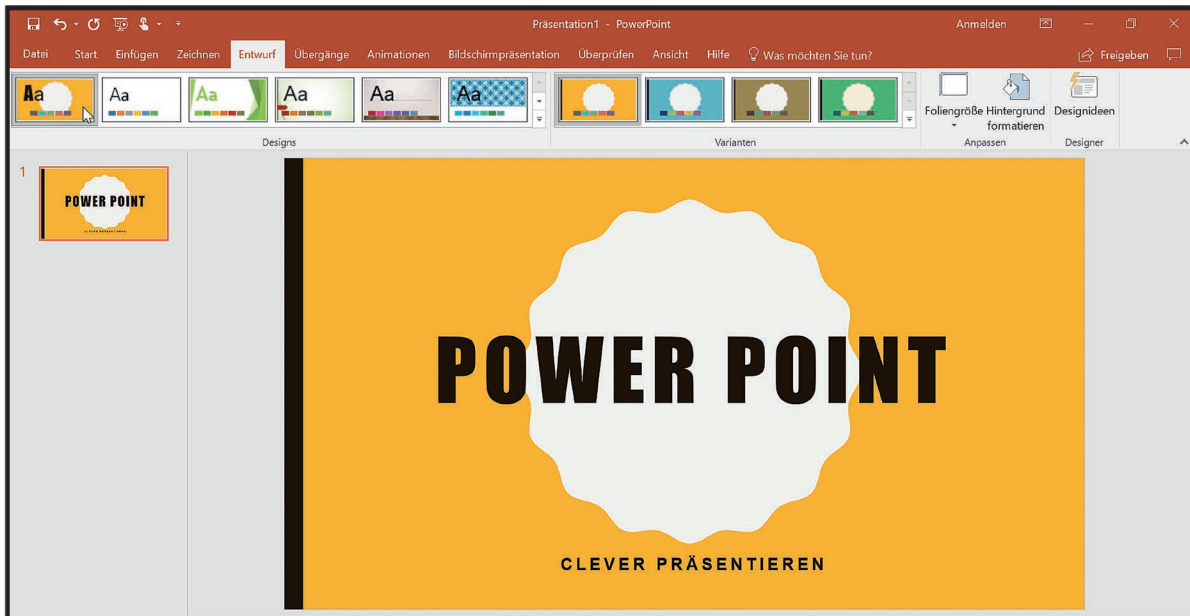 Präsentation1 - PowerPoint
Anmelden
Datei Start Einfügen Zeichnen Entwurf Übergänge Animationen Bildschirmpräsentation Überprüfen Ansicht Hilfe Was möchten Sie tun? Freigeben
Aa Aa Aa Aa Aa Aa
Foliengröße Hintergrund formatieren Designideen
Designs Varianten Anpassen Designer
1
POWER POINT
CLEVER PRÄSENTIEREN
POWER POINT
CLEVER PRÄSENTIEREN